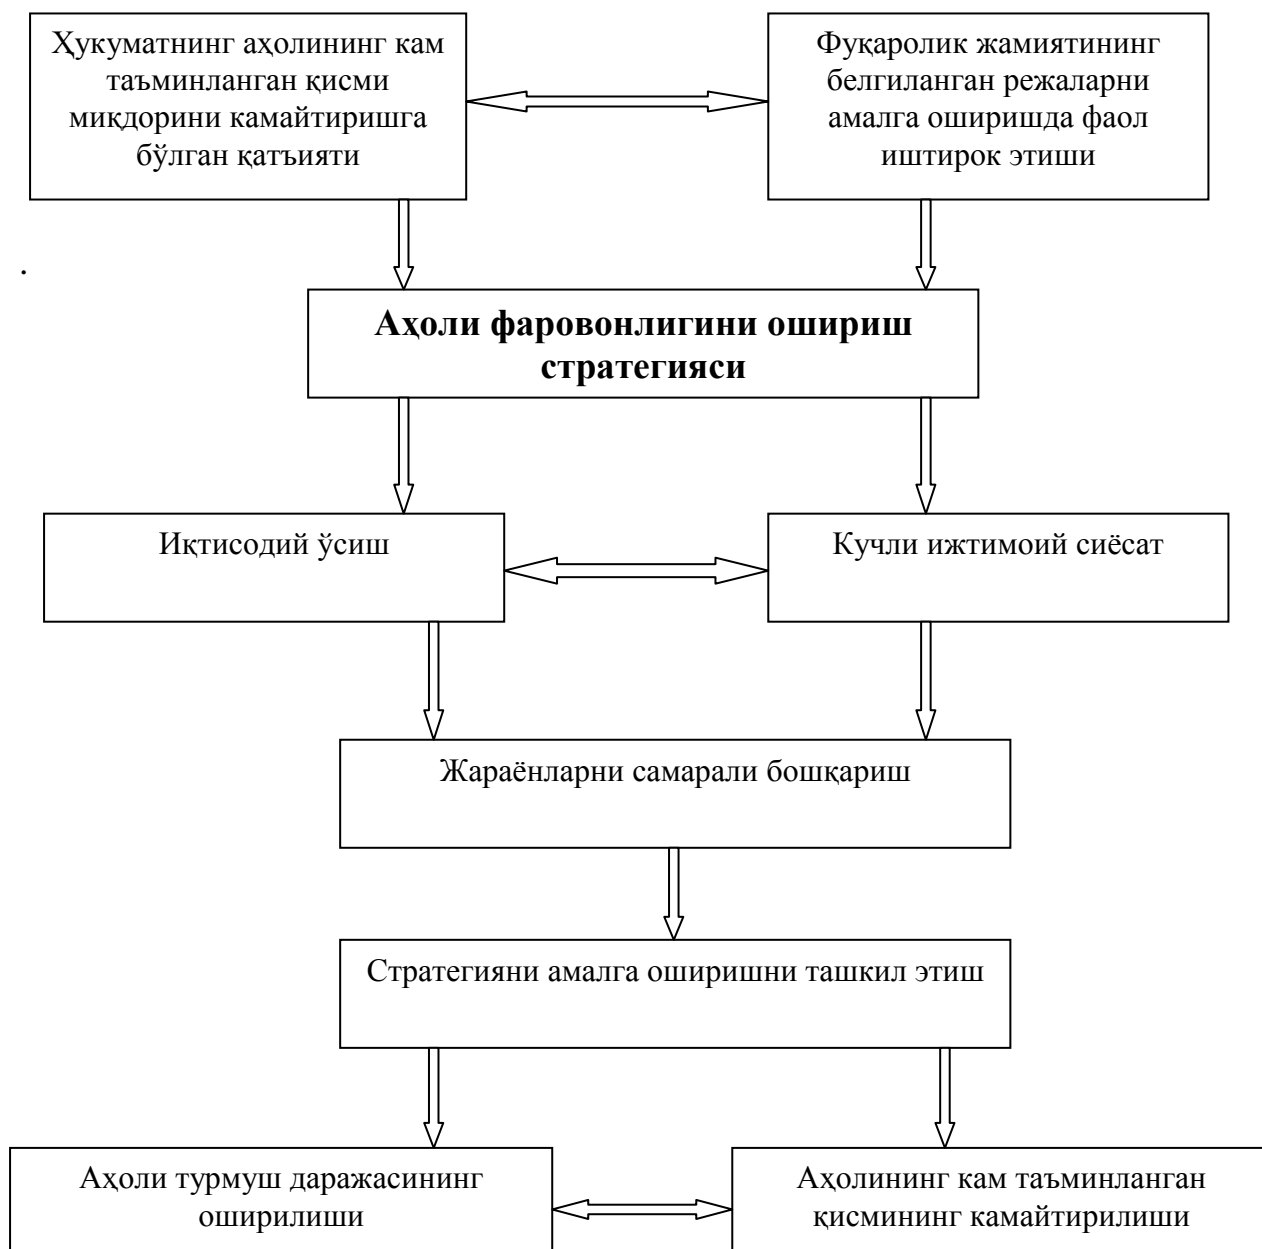 Ҳукуматнинг аҳолининг кам
таъминланган қисми
миқдорини камайтиришга
бўлган қатъияти
Фуқаролик жамиятининг
белгиланган режаларни
амалга оширишда фаол
иштирок этиши
.
Аҳоли фаровонлигини ошириш
стратегияси
Иқтисодий ўсиш
Кучли ижтимоий сиёсат
Жараёнларни самарали бошқариш
Стратегияни амалга оширишни ташкил этиш
Аҳоли турмуш даражасининг
оширилиши
Аҳолининг кам таъминланган
қисмининг камайтирилиши